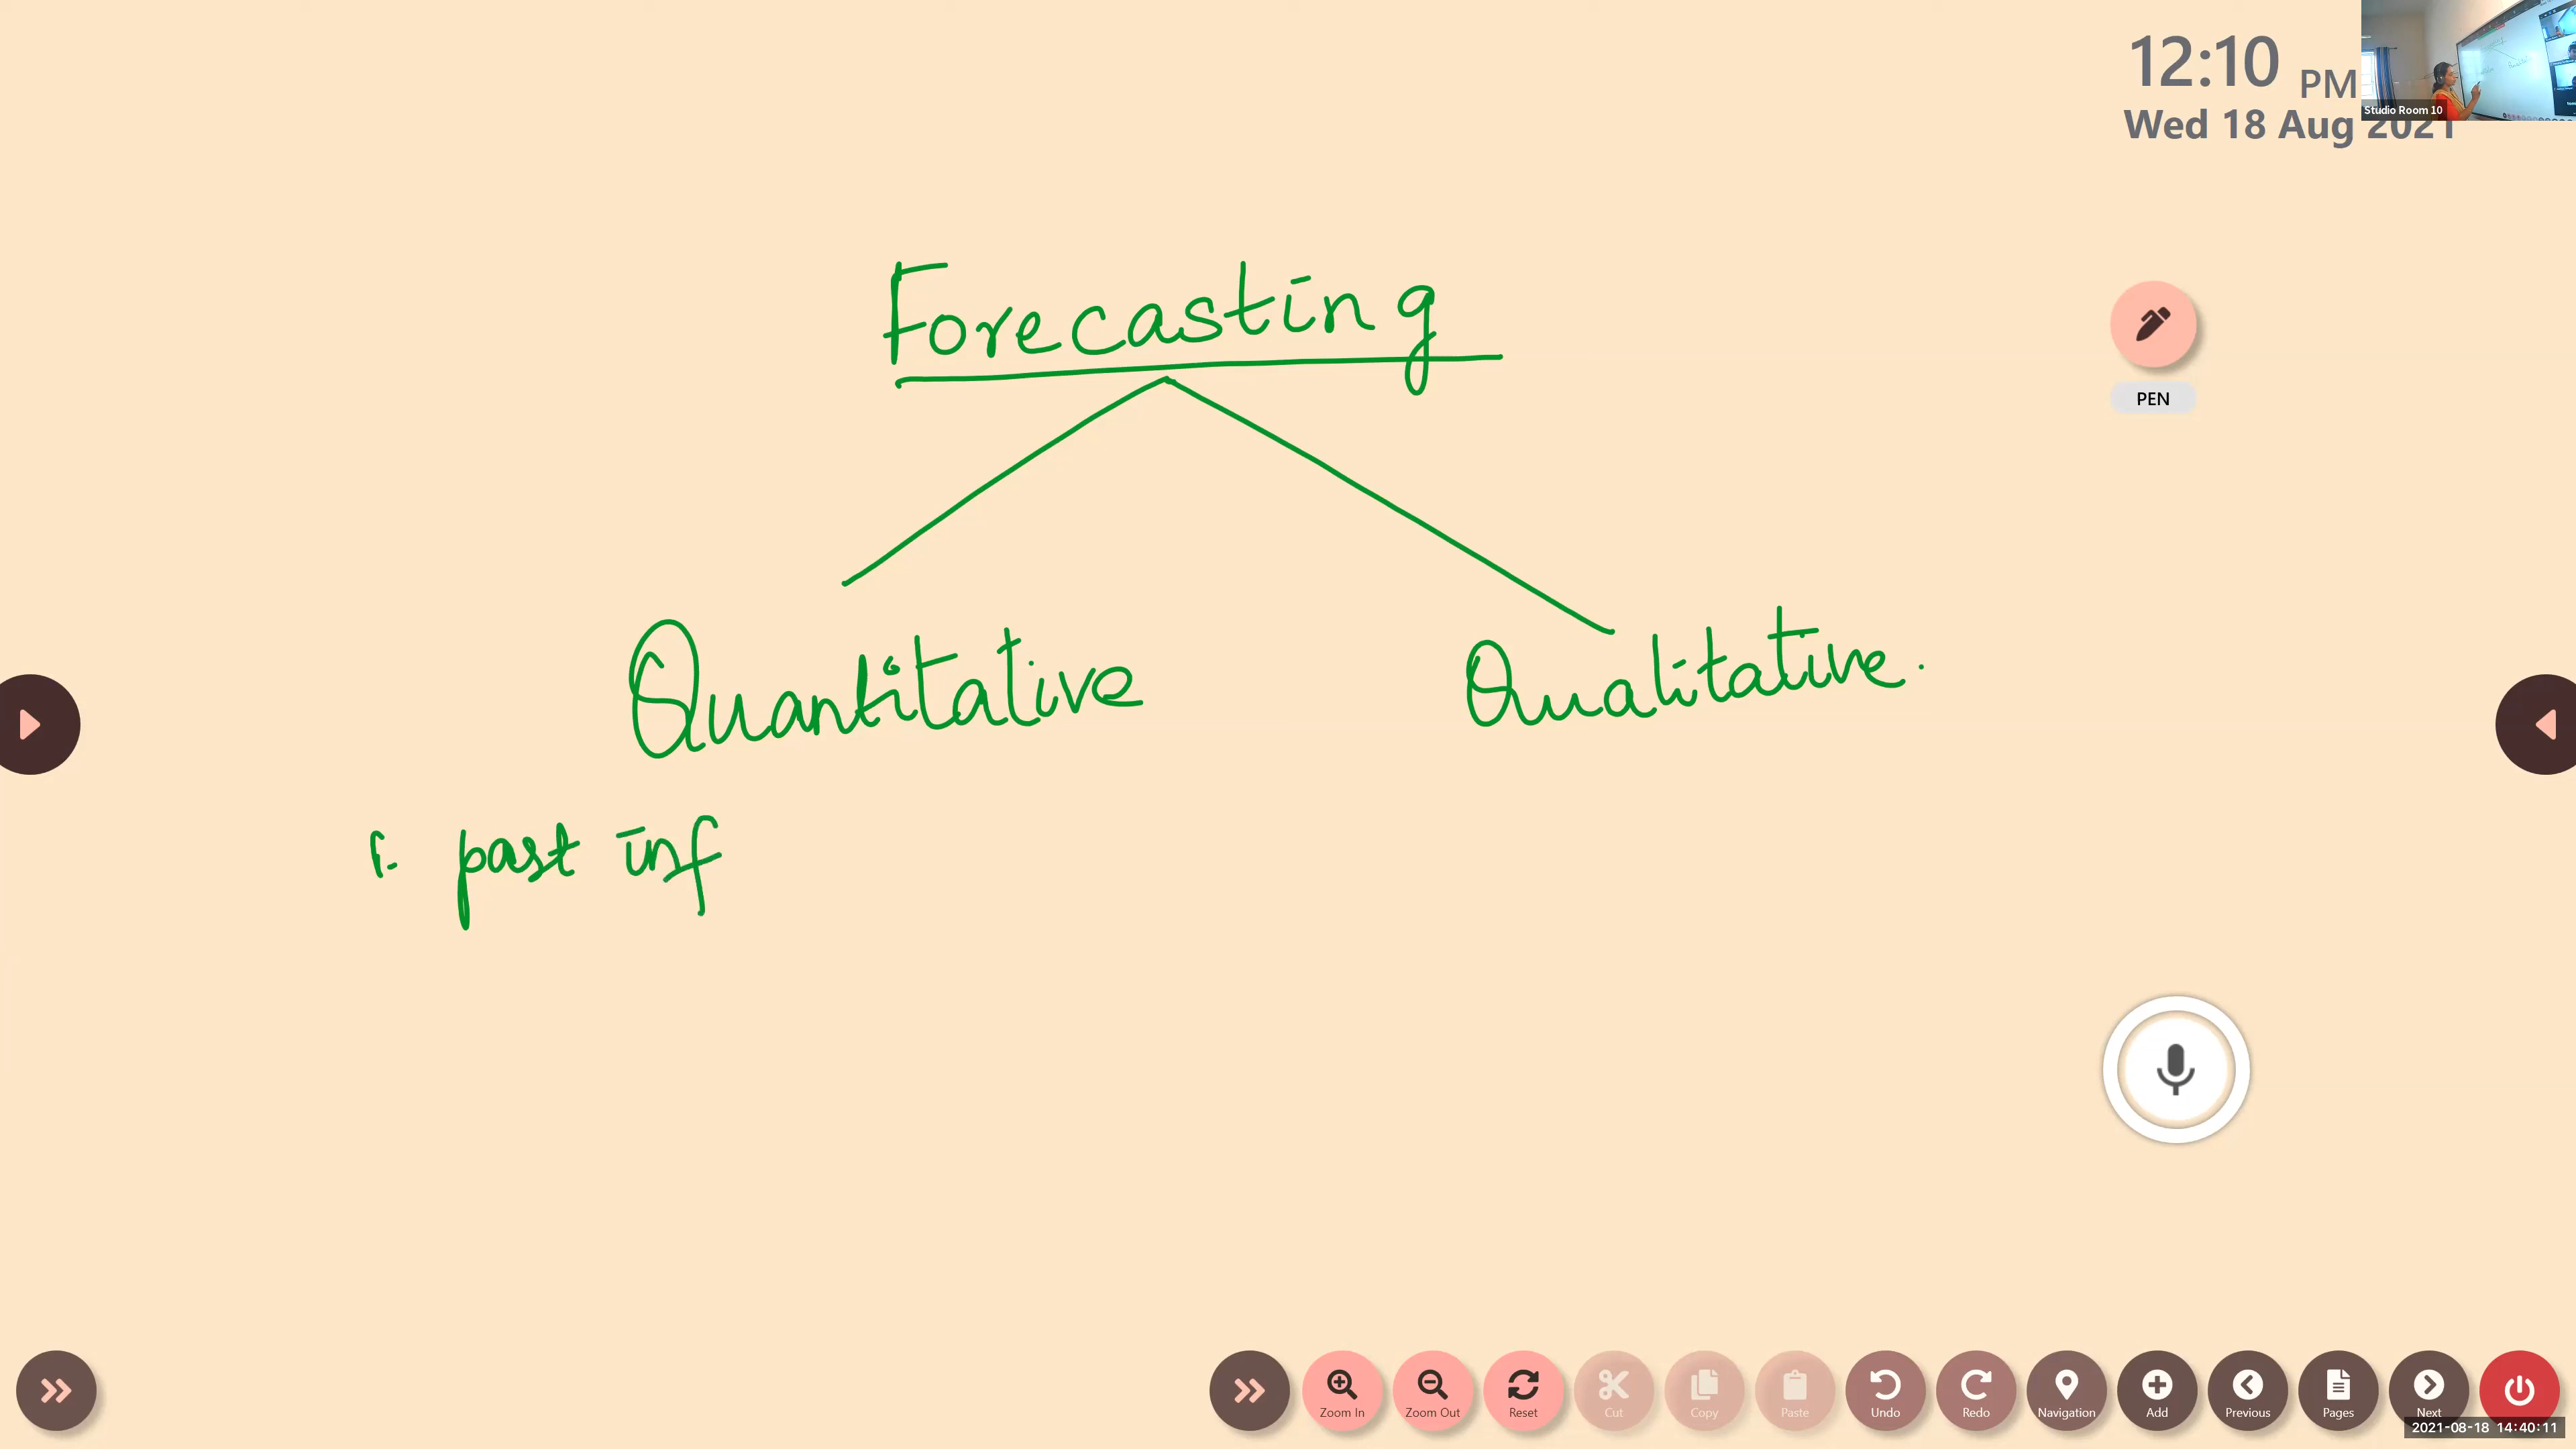 12:10 PM
Studio Room 10
Wed 18 Aug 2021
Forecasting
PEN
Quantitative
Qualitative.
1. past inf
Zoom In
Zoom Out
Reset
Cut
Copy
Paste
Undo
Redo
Navigation
Add
Previous
Pages
Next
2021-08-18 14:40:11